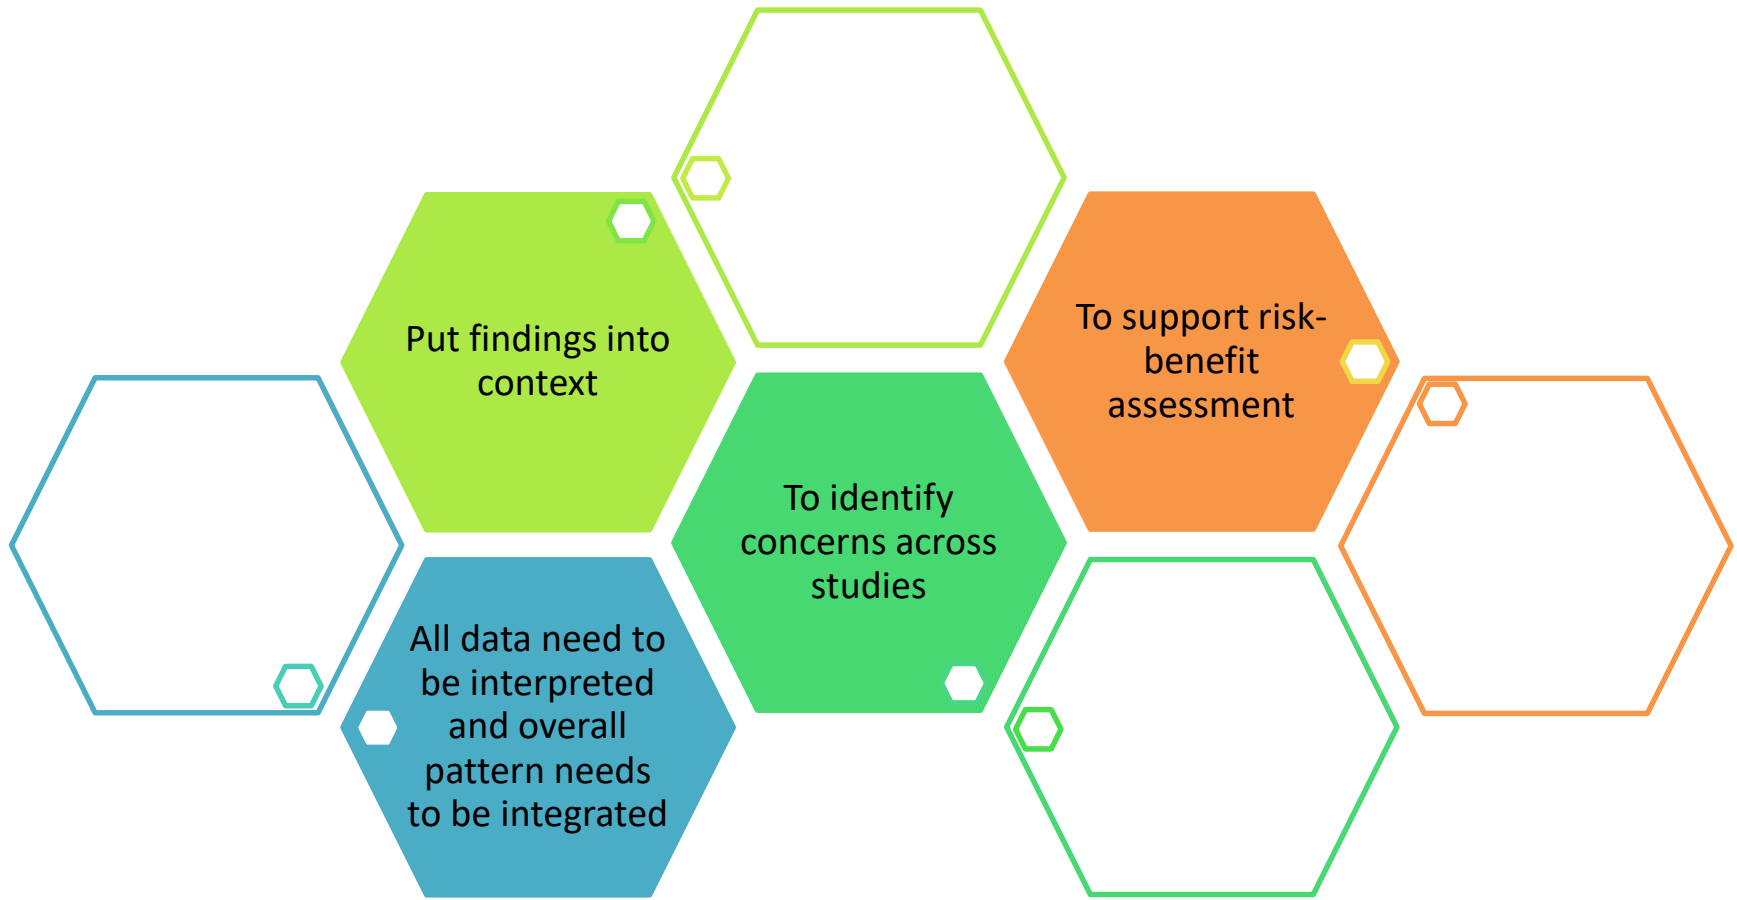 Put findings into
context
To support risk-
benefit
assessment
To identify
concerns across
studies
All data need to
be interpreted
and overall
pattern needs
to be integrated